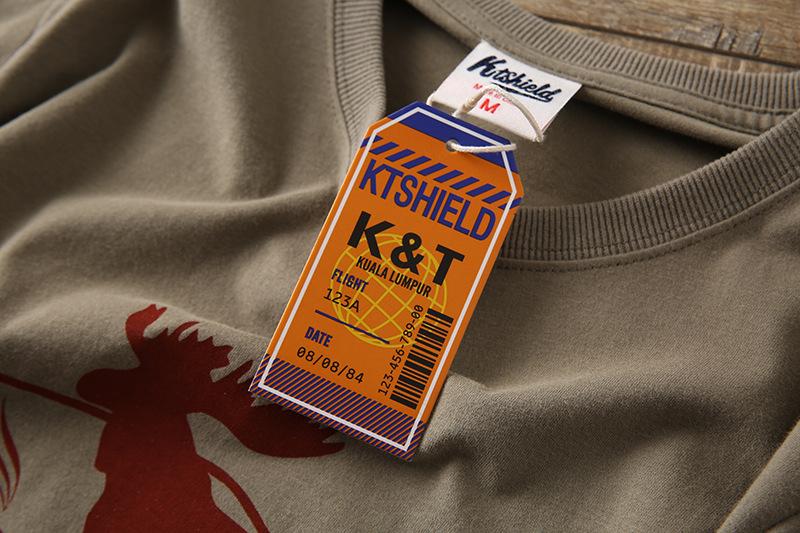 Ktshield
M
KTSHIELD
K & T
KUALA LUMPUR
FLIGHT
123A
DATE
08/08/84
123-456-789-00